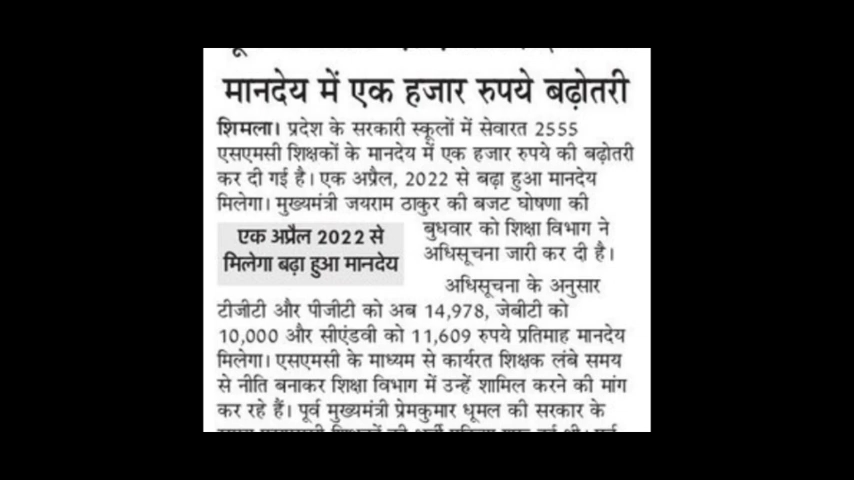 मानदेय में एक हजार रुपये बढ़ोतरी
शिमला। प्रदेश के सरकारी स्कूलों में सेवारत 2555
एसएमसी शिक्षकों के मानदेय में एक हजार रुपये की बढ़ोतरी
कर दी गई है। एक अप्रैल, 2022 से बढ़ा हुआ मानदेय
मिलेगा। मुख्यमंत्री जयराम ठाकुर की बजट घोषणा की
बुधवार को शिक्षा विभाग ने
अधिसूचना जारी कर दी है।
एक अप्रैल 2022 से
मिलेगा बढ़ा हुआ मानदेय
अधिसूचना के अनुसार
टीजीटी और पीजीटी को अब 14,978, जेबीटी को
10,000 और सीएंडवी को 11,609 रुपये प्रतिमाह मानदेय
मिलेगा। एसएमसी के माध्यम से कार्यरत शिक्षक लंबे समय
से नीति बनाकर शिक्षा विभाग में उन्हें शामिल करने की मांग
कर रहे हैं। पूर्व मुख्यमंत्री प्रेमकुमार धूमल की सरकार के